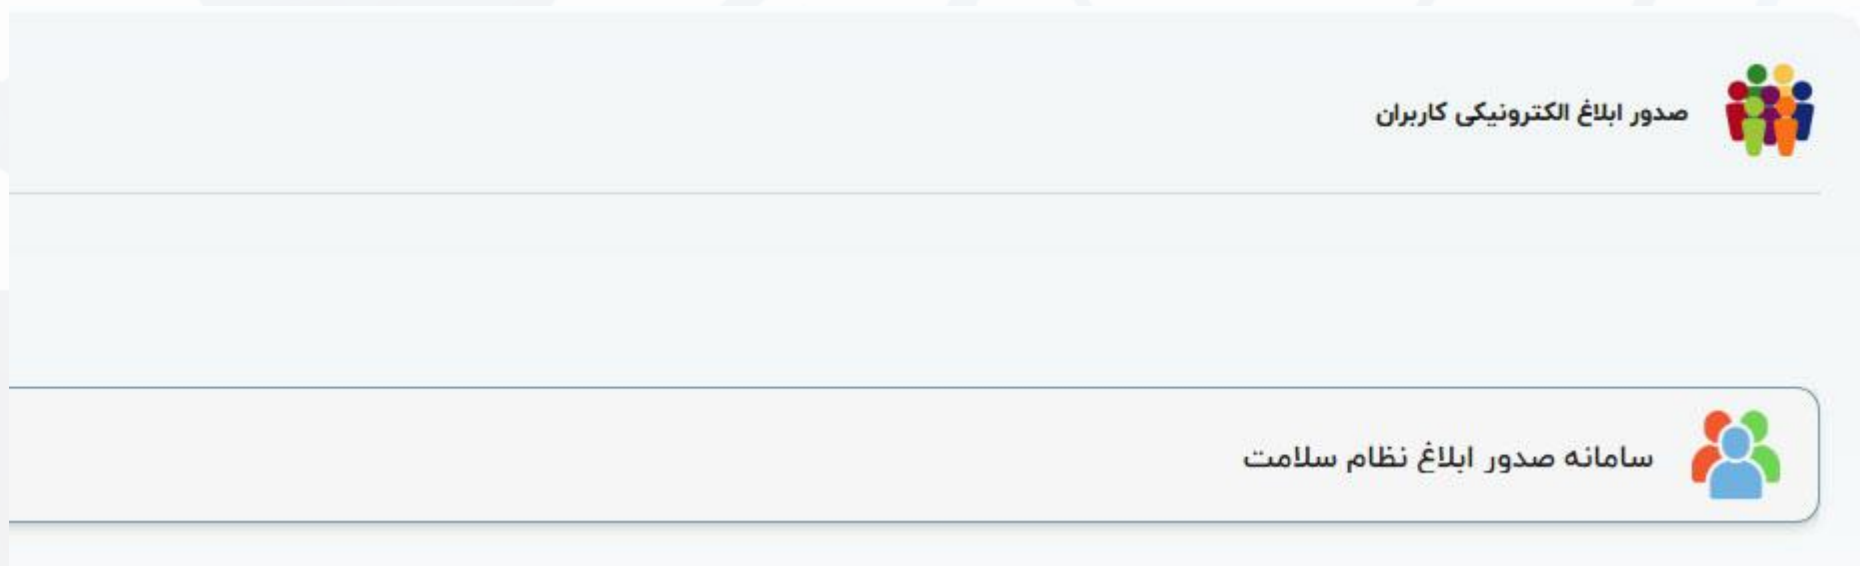 صدور ابلاغ الکترونیکی کاربران
سامانه صدور ابلاغ نظام سلامت